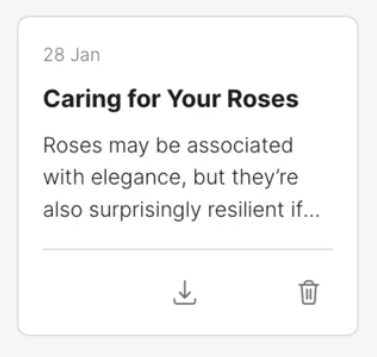 28 Jan
Caring for Your Roses
Roses may be associated
with elegance, but they’re
also surprisingly resilient if...